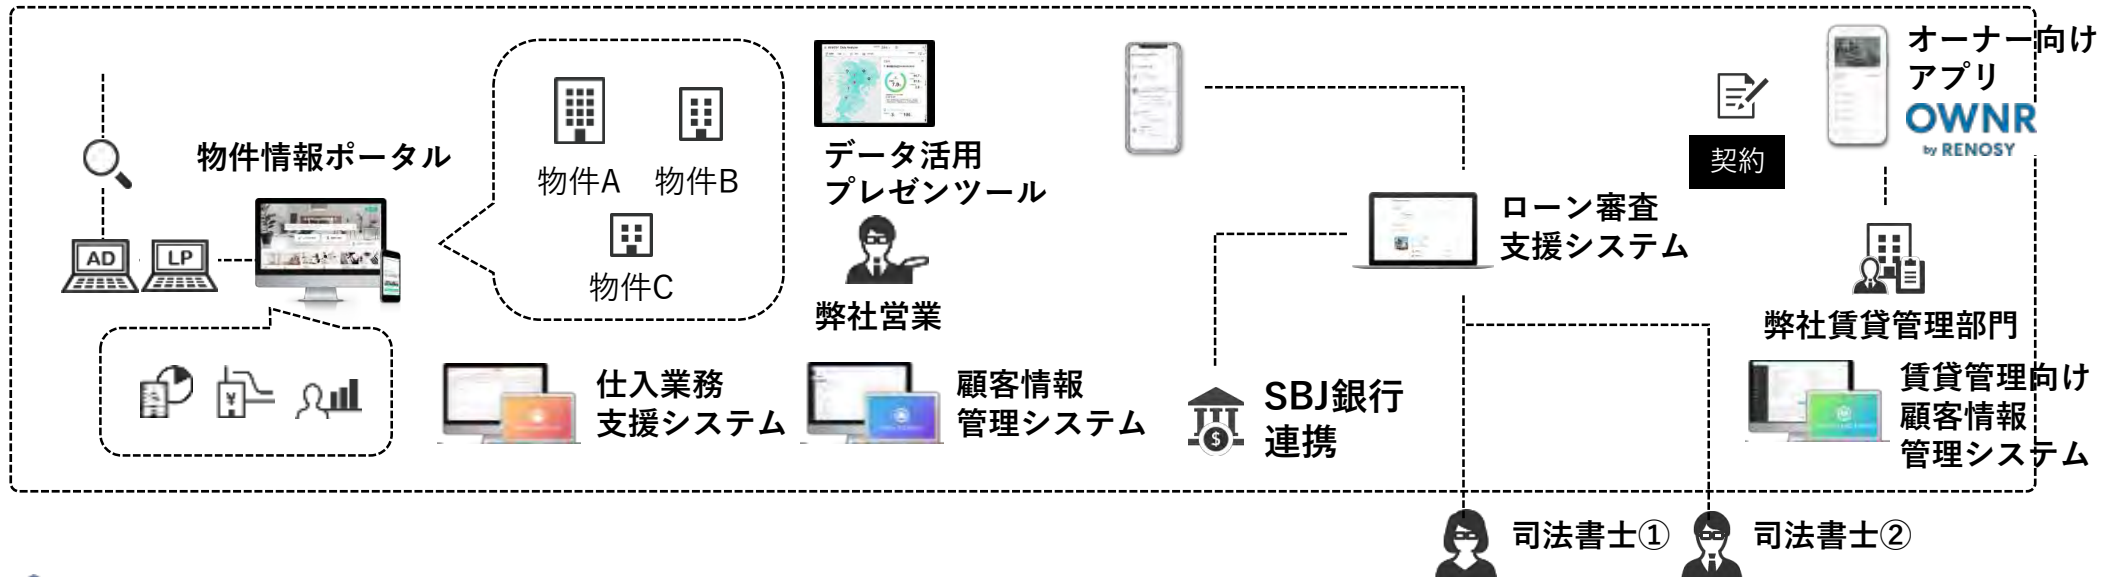 オーナー向け
アプリ
OWNR
by RENOSY
契約
物件情報ポータル
AD
LP
物件A
物件B
物件C
データ活用
プレゼンツール
弊社営業
ローン審査
支援システム
弊社賃貸管理部門
¥
仕入業務
支援システム
顧客情報
管理システム
$
SBJ銀行
連携
賃貸管理向け
顧客情報
管理システム
司法書士①
司法書士②